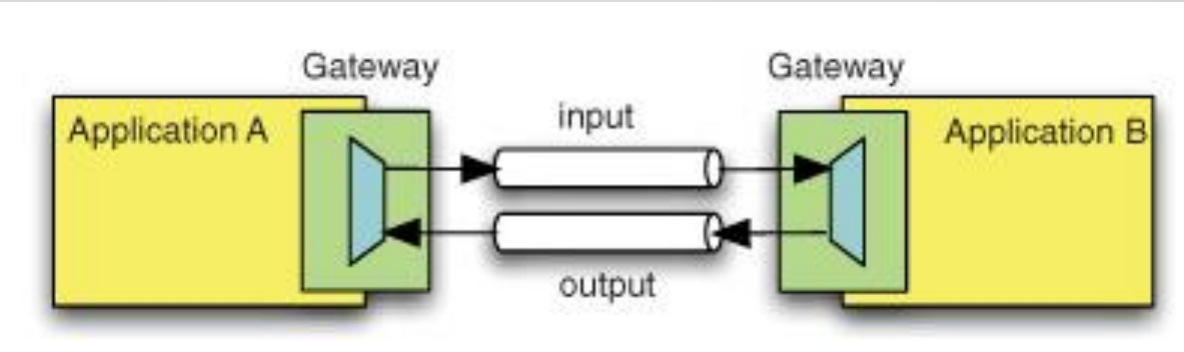 Gateway
Gateway
Application A
input
Application B
output